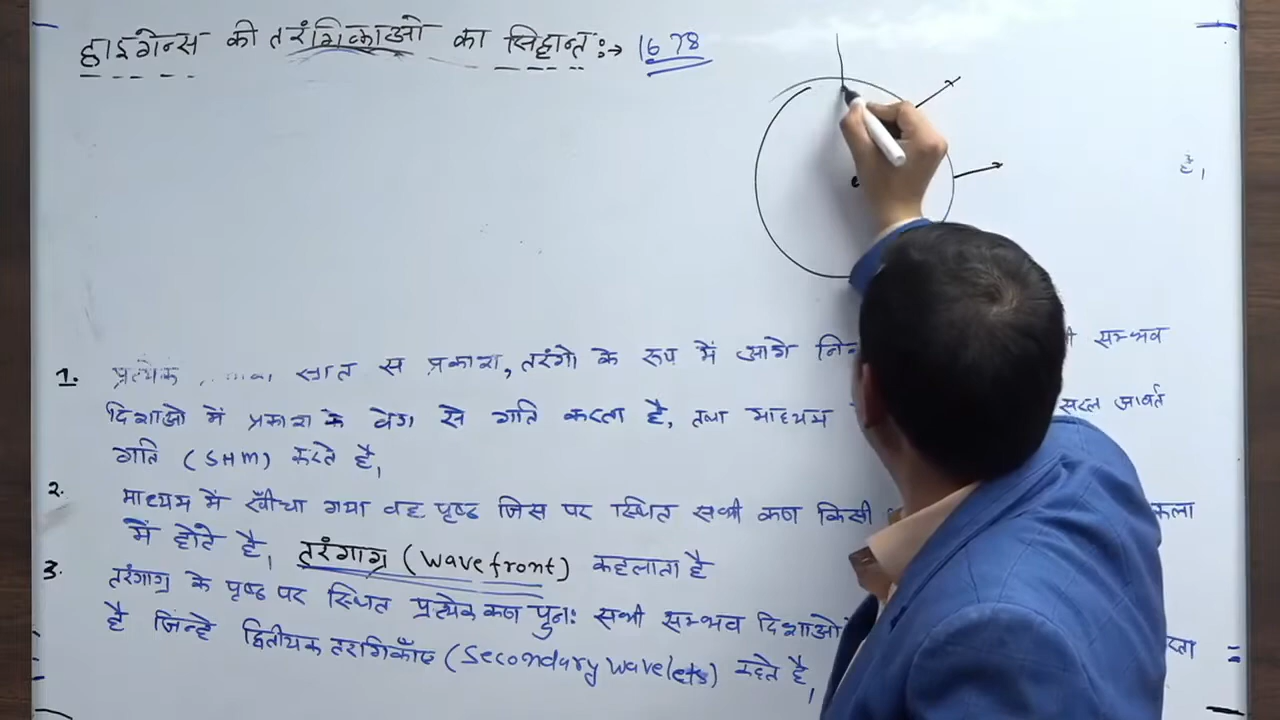 हाइगेन्स की तरंगिकाओ का सिद्धान्त :→ 1678
है।
1. प्रत्येक स्त्रोत स प्रकाश, तरंगो के रूप में आगे सम्भव
दिशाओ में प्रकाश के वेग से गति करता है, तथा माध्यम सरल आवर्त
गति (SHM) करते है,
2. माध्यम में खींचा गया वह पृष्ठ जिस पर स्थित सभी कण किसी कला
में होते है, तरंगाग्र (Wavefront) कहलाता है
3. तरंगाग्र के पृष्ठ पर स्थित प्रत्येक कण पुनः सभी सम्भव दिशाओं
है जिन्हे द्वितीयक तरंगिकाँए (Secondary wavelets) कहते है,